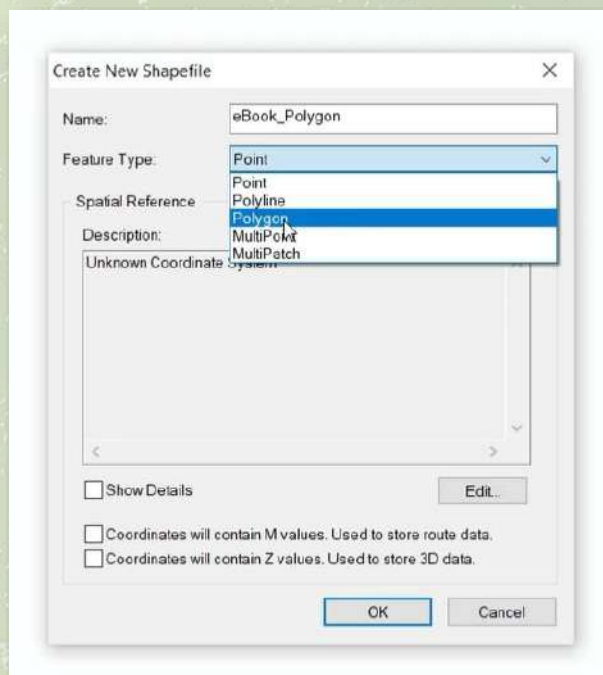 Create New Shapefile
Name:
eBook_Polygon
Feature Type:
Point
Point
Polyline
Polygon
MultiPoint
MultiPatch
Spatial Reference
Description:
Unknown Coordinate System
Show Details
Edit...
Coordinates will contain M values. Used to store route data.
Coordinates will contain Z values. Used to store 3D data.
OK
Cancel